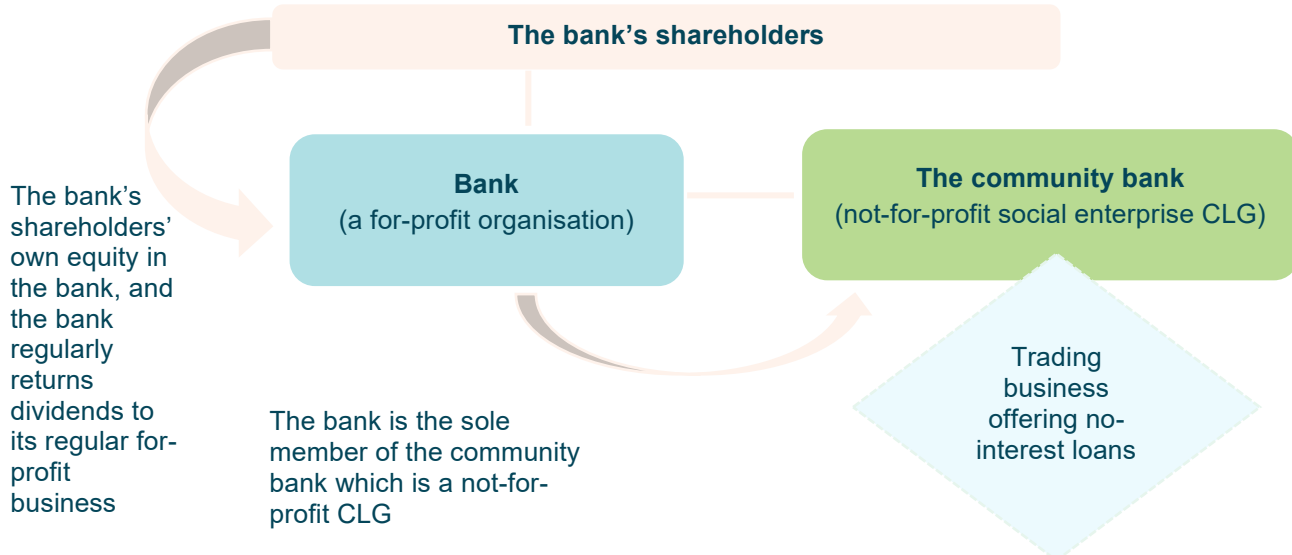 The bank’s shareholders
Bank
(a for-profit organisation)
The community bank
(not-for-profit social enterprise CLG)
The bank’s
shareholders’
own equity in
the bank, and
the bank
regularly
returns
dividends to
its regular for-
profit
business
The bank is the sole
member of the community
bank which is a not-for-
profit CLG
Trading
business
offering no-
interest loans